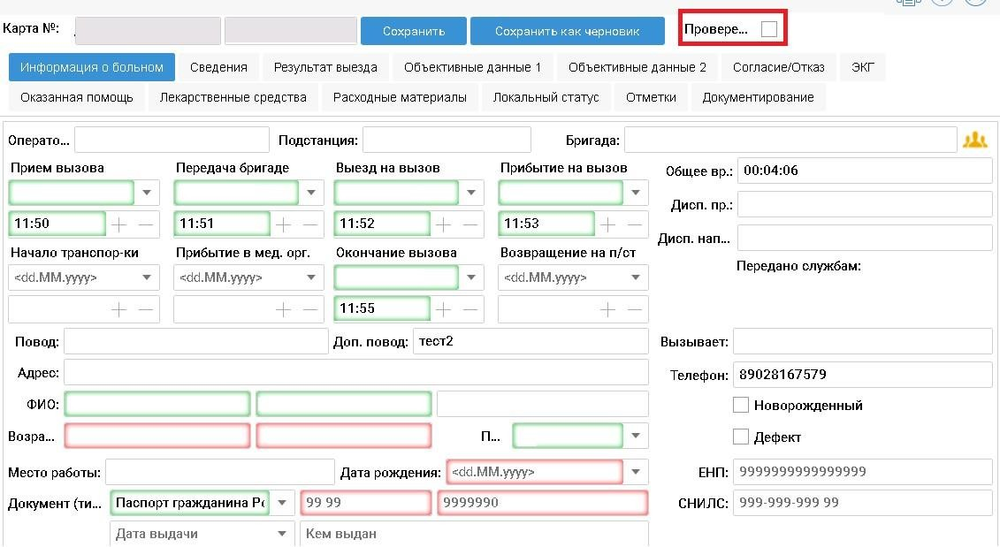 Карта №: Сохранить Сохранить как черновик Провере...
Информация о больном Сведения Результат выезда Объективные данные 1 Объективные данные 2 Согласие/Отказ ЭКГ
Оказанная помощь Лекарственные средства Расходные материалы Локальный статус Отметки Документирование
Операто... Подстанция: Бригада:
Прием вызова Передача бригаде Выезд на вызов Прибытие на вызов Общее вр.: 00:04:06
Дисп. пр.:
11:50 11:51 11:52 11:53
Дисп. нап...
Начало транспор-ки Прибытие в мед. орг. Окончание вызова Возвращение на п/ст Передано службам:
<dd.MM.yyyy> <dd.MM.yyyy> <dd.MM.yyyy>
11:55
Повод: Доп. повод: тест2 Вызывает:
Адрес: Телефон: 89028167579
ФИО: Новорожденный
Возра... П... Дефект
Место работы: Дата рождения: <dd.MM.yyyy> ЕНП: 9999999999999999
Документ (ти... Паспорт гражданина Рс 99 99 9999990 СНИЛС: 999-999-999 99
Дата выдачи Кем выдан